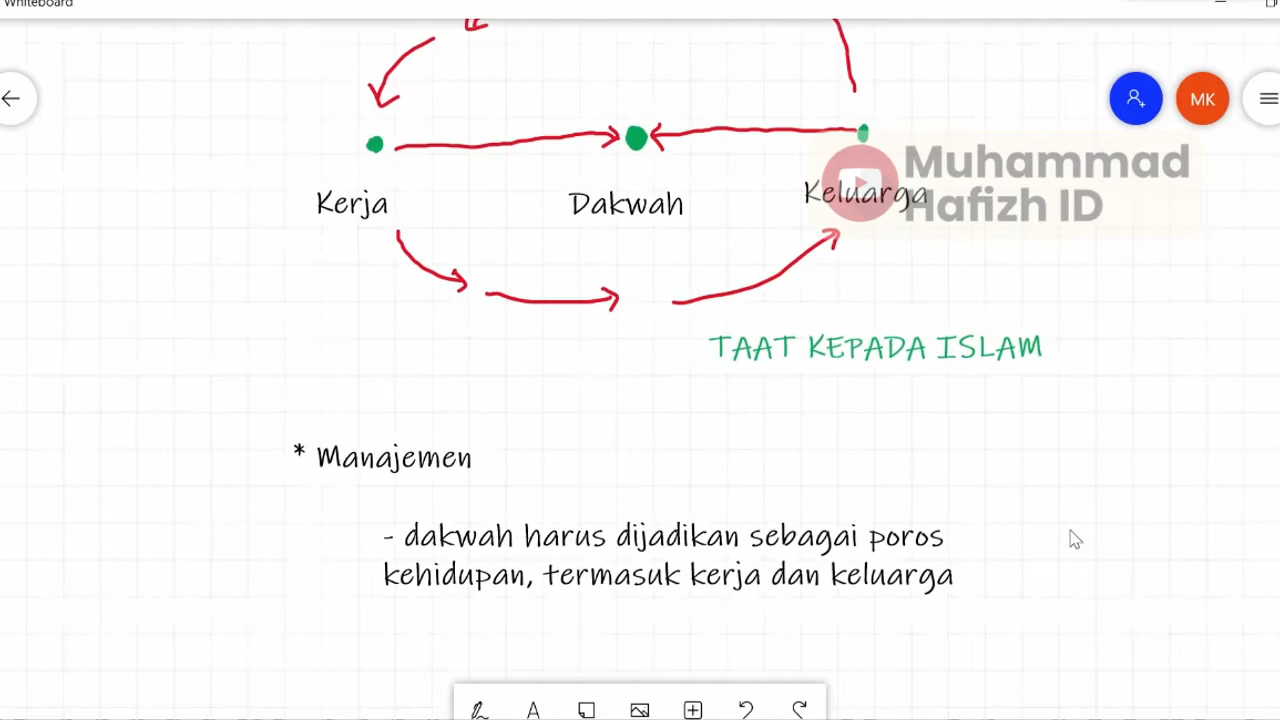 Whiteboard
MK
Muhammad
Hafizh ID
Kerja
Dakwah
Keluarga
TAAT KEPADA ISLAM
* Manajemen
- dakwah harus dijadikan sebagai poros
kehidupan, termasuk kerja dan keluarga